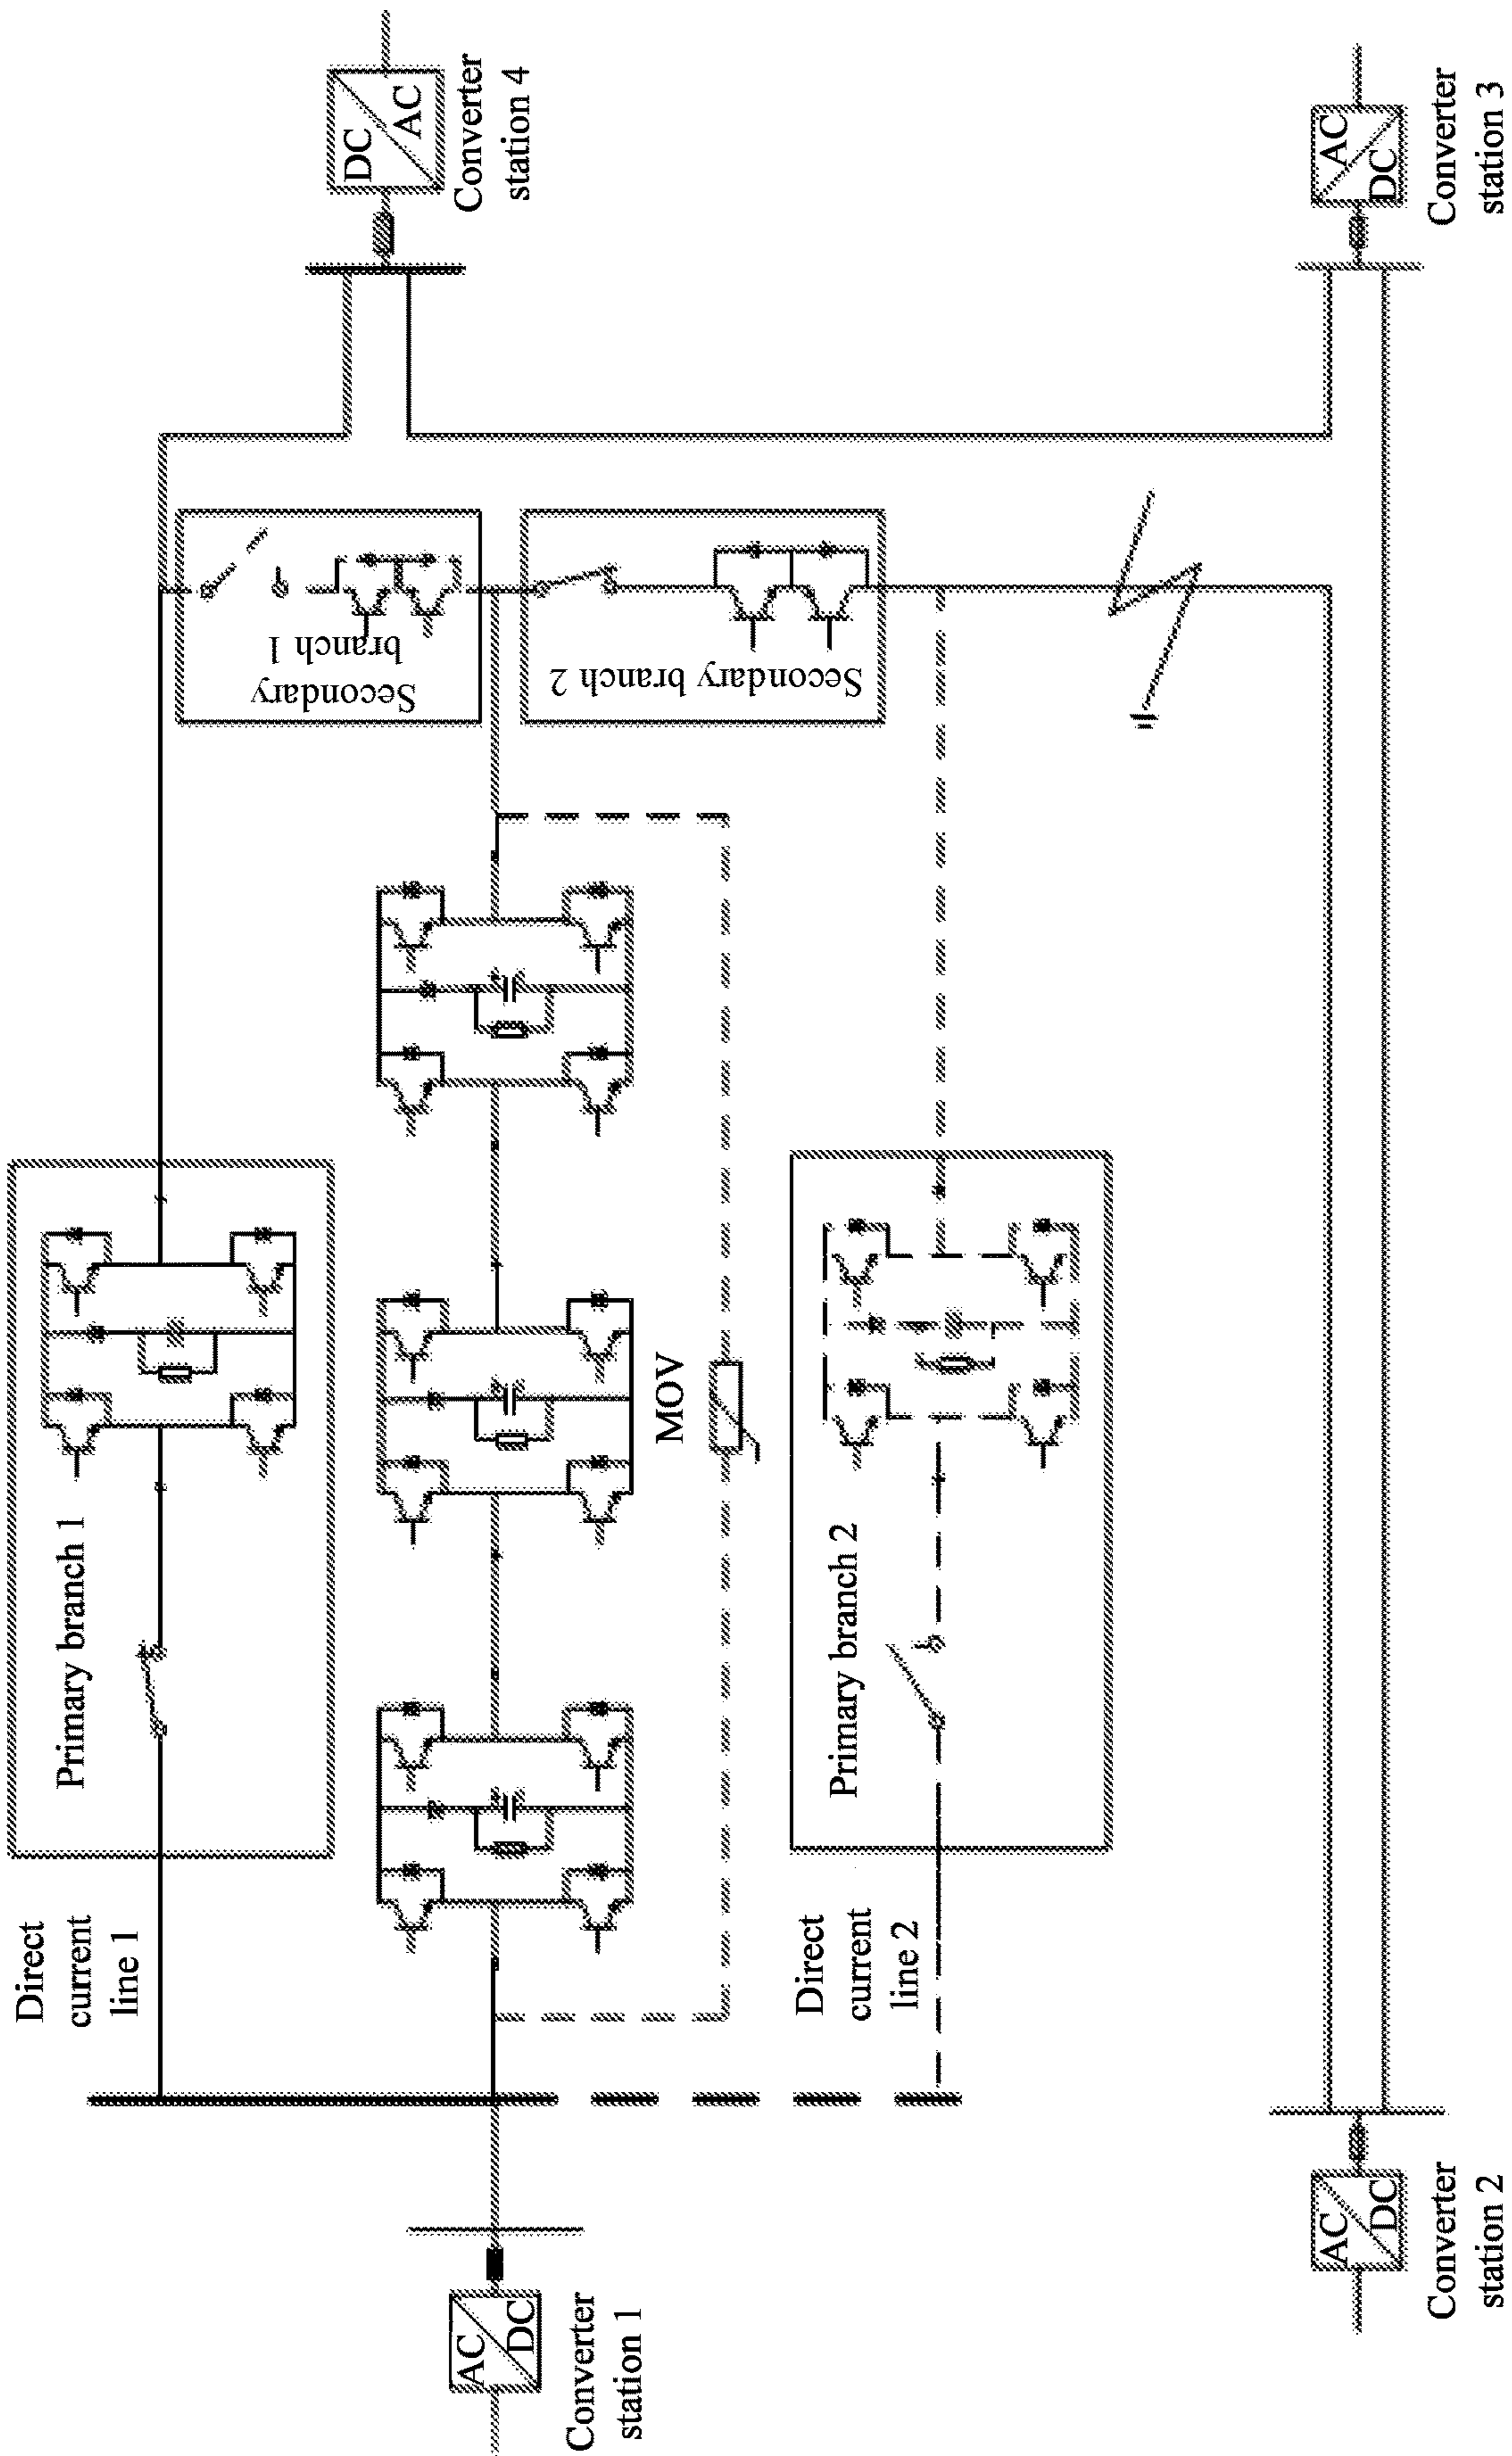 Direct
current
line 1
Primary branch 1
Secondary
branch 1
DC
AC
Converter
station 4
AC
DC
Converter
station 1
MOV
Secondary branch 2
Direct
current
line 2
Primary branch 2
AC
DC
Converter
station 2
AC
DC
Converter
station 3